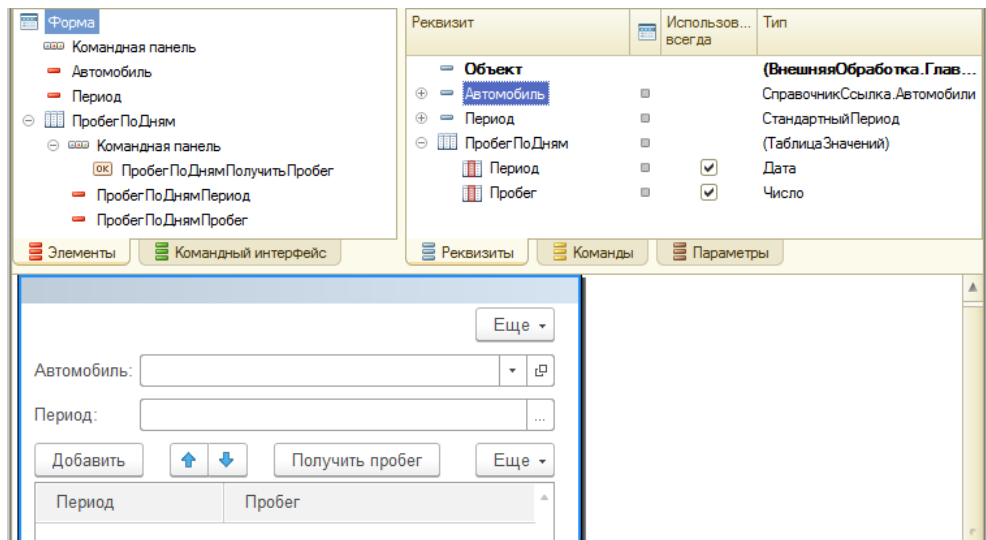 Форма
Командная панель
Автомобиль
Период
ПробегПоДням
Командная панель
OK ПробегПоДнямПолучитьПробег
ПробегПоДнямПериод
ПробегПоДнямПробег
Элементы Командный интерфейс
Реквизит Использов... Тип
всегда
Объект (ВнешняяОбработка.Глав...
Автомобиль СправочникСсылка.Автомобили
Период СтандартныйПериод
ПробегПоДням (ТаблицаЗначений)
Период Дата
Пробег Число
Реквизиты Команды Параметры
Еще
Автомобиль:
Период: ...
Добавить Получить пробег Еще
Период Пробег